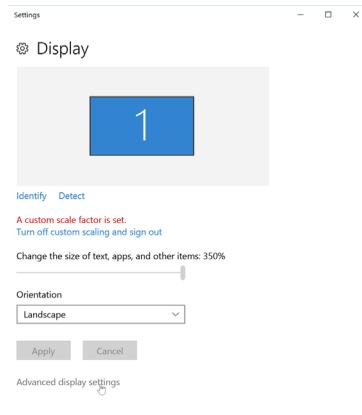 Settings
Display
1
Identify Detect
A custom scale factor is set.
Turn off custom scaling and sign out
Change the size of text, apps, and other items: 350%
Orientation
Landscape
Apply Cancel
Advanced display settings